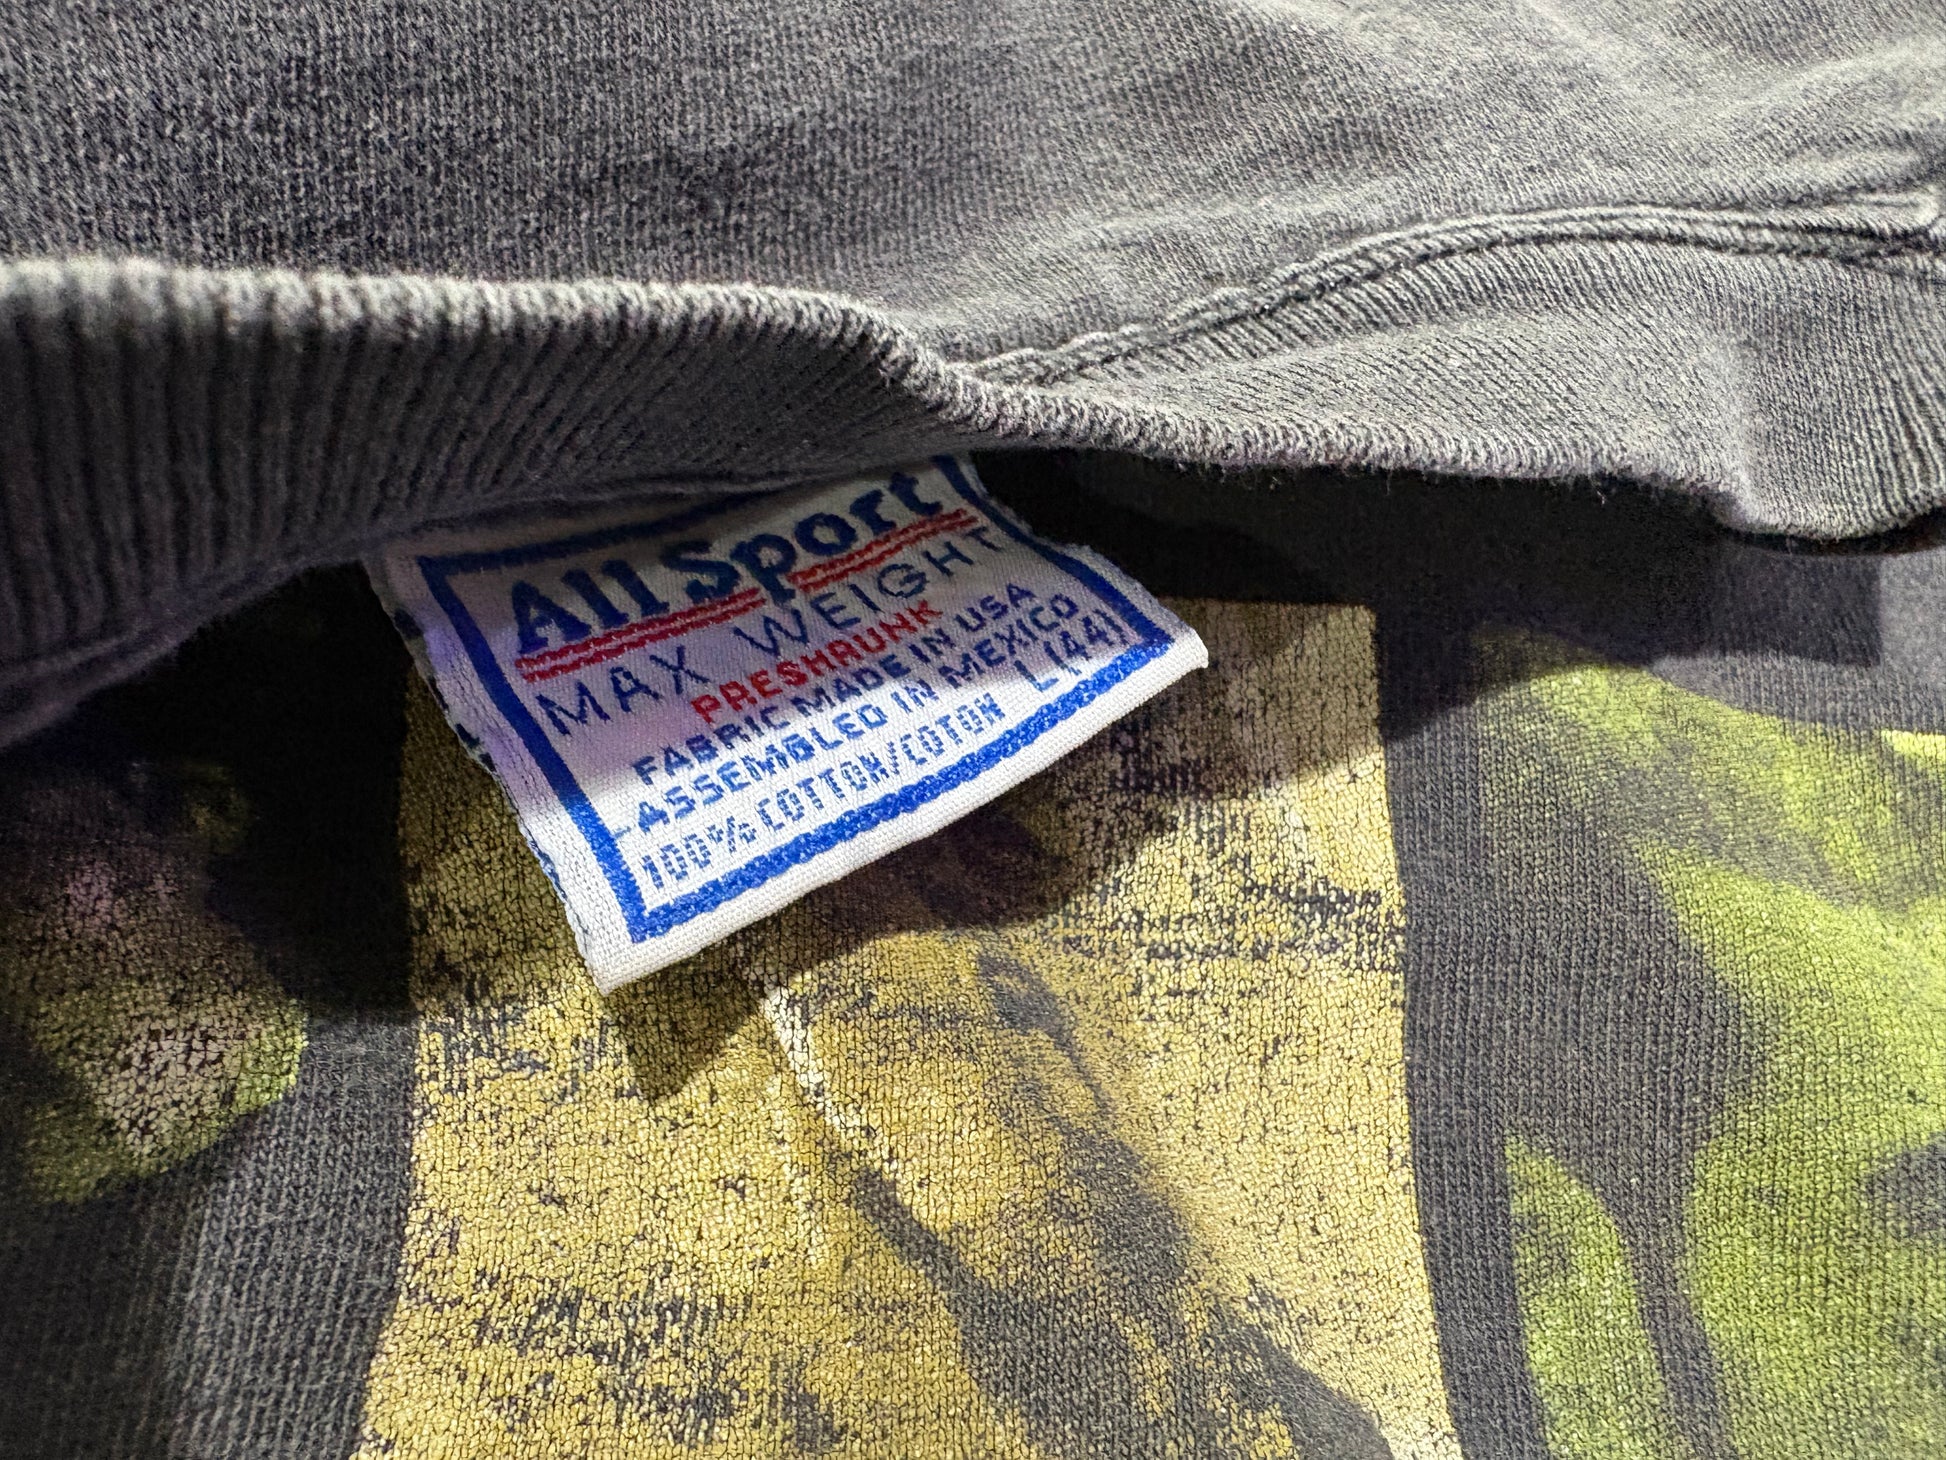 AllSport
MAX WEIGHT
PRESHRUNK
FABRIC MADE IN USA
ASSEMBLED IN MEXICO
100% COTTON/COTON L (44)